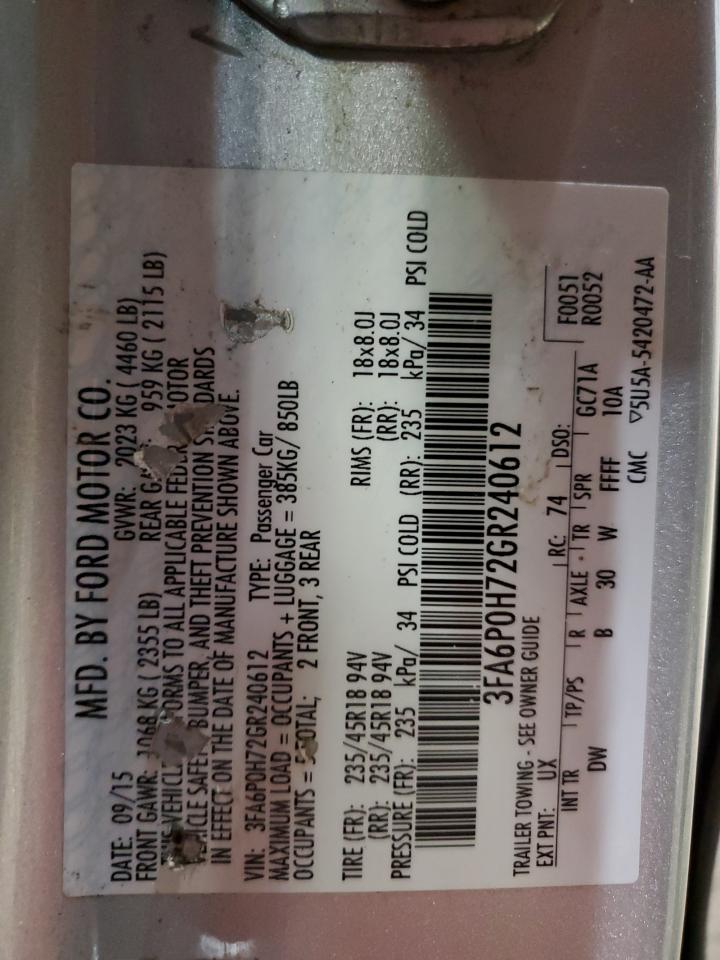 MFD. BY FORD MOTOR CO.
DATE: 09/15 GVWR: 2023 KG ( 4460 LB)
FRONT GAWR: 1068 KG ( 2355 LB) REAR 959 KG ( 2115 LB)
VEHICLE TO ALL APPLICABLE
BUMPER, AND THEFT PREVENTION
IN EFFECT ON THE DATE OF MANUFACTURE SHOWN ABOVE.
VIN: 3FA6P0H72GR240612 TYPE: Passenger Car
MAXIMUM LOAD = OCCUPANTS + LUGGAGE = 385KG/ 850LB
OCCUPANTS = 5 TOTAL; 2 FRONT, 3 REAR
TIRE (FR): 235/45R18 94V RIMS (FR): 18x8.0J
(RR): 235/45R18 94V (RR): 18x8.0J
PRESSURE (FR): 235 kPa/ 34 PSI COLD (RR): 235 kPa/ 34 PSI COLD
3FA6P0H72GR240612
TRAILER TOWING - SEE OWNER GUIDE
EXT PNT: UX RC: 74 DSO: F0051
R0052
INT TR TP/PS R AXLE TR SPR GC71A
DW B 30 W FFFF 10A
CMC ▽5U5A-5420472-AA